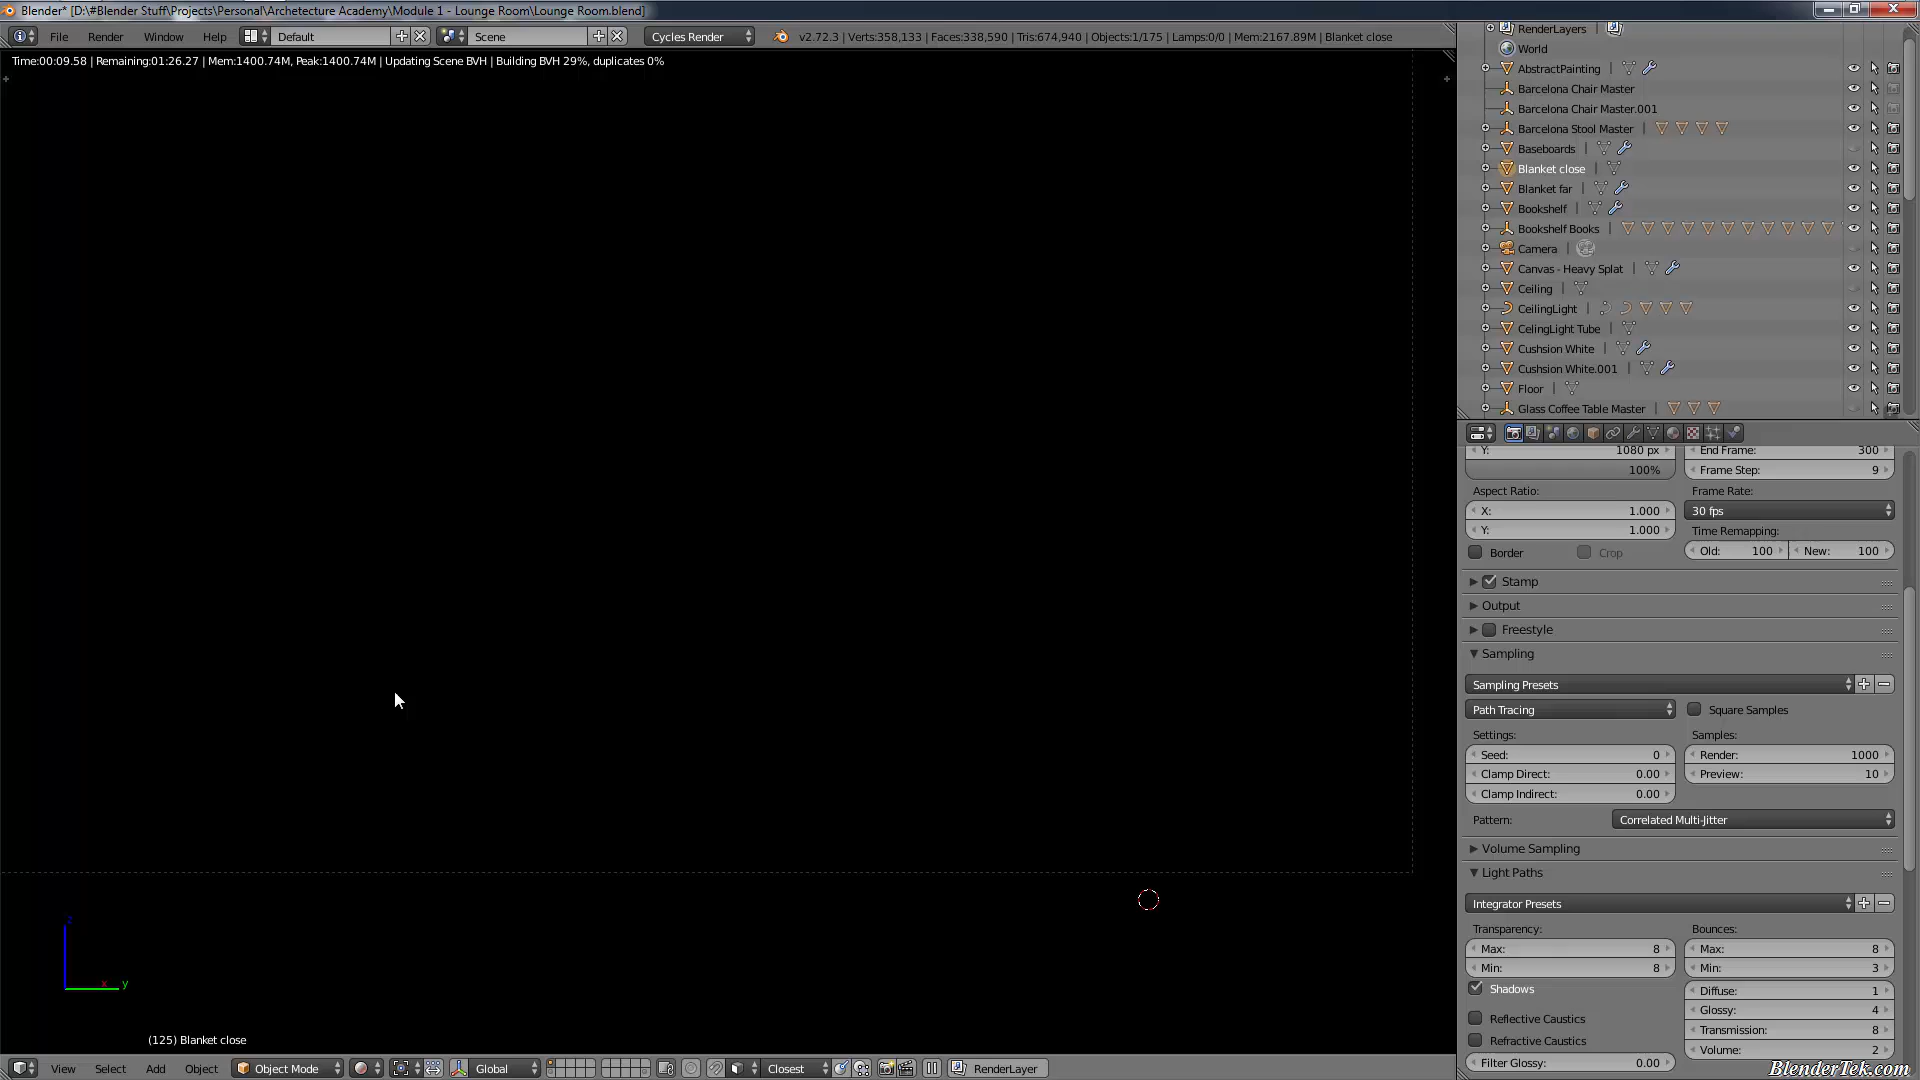 Blender* [D:\#Blender Stuff\Projects\Personal\Archetecture Academy\Module 1 - Lounge Room\Lounge Room.blend]
File Render Window Help Default Scene Cycles Render v2.72.3 | Verts:358,133 | Faces:338,590 | Tris:674,940 | Objects:1/175 | Lamps:0/0 | Mem:2167.89M | Blanket close
Time:00:09.58 | Remaining:01:26.27 | Mem:1400.74M, Peak:1400.74M | Updating Scene BVH | Building BVH 29%, duplicates 0%
RenderLayers |
World
AbstractPainting |
Barcelona Chair Master
Barcelona Chair Master.001
Barcelona Stool Master |
Baseboards |
Blanket close |
Blanket far |
Bookshelf |
Bookshelf Books |
Camera |
Canvas - Heavy Splat |
Ceiling |
CeilingLight |
CelingLight Tube |
Cushsion White |
Cushsion White.001 |
Floor |
Glass Coffee Table Master |
Y: 1080 px End Frame: 300
100% Frame Step: 9
Aspect Ratio: Frame Rate:
X: 1.000 30 fps
Y: 1.000 Time Remapping:
Border Crop Old: 100 New: 100
Stamp
Output
Freestyle
Sampling
Sampling Presets
Path Tracing Square Samples
Settings: Samples:
Seed: 0 Render: 1000
Clamp Direct: 0.00 Preview: 10
Clamp Indirect: 0.00
Pattern: Correlated Multi-Jitter
Volume Sampling
Light Paths
Integrator Presets
Transparency: Bounces:
Max: 8 Max: 8
Min: 8 Min: 3
Shadows Diffuse: 1
Glossy: 4
Reflective Caustics
Transmission: 8
Refractive Caustics
Volume: 2
Filter Glossy: 0.00
BlenderTek.com
z
x y
(125) Blanket close
View Select Add Object Object Mode Global Closest RenderLayer